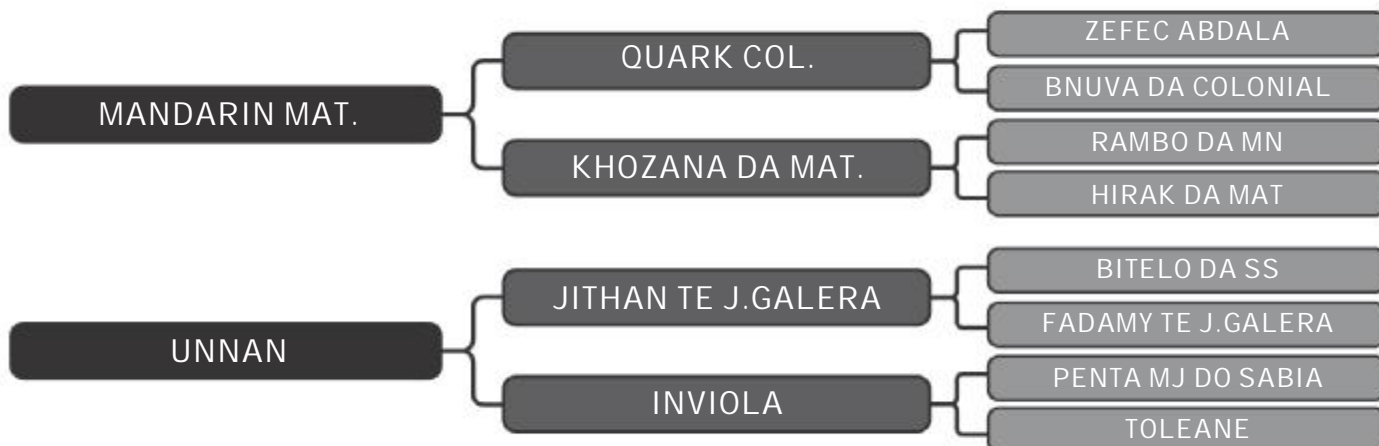 MANDARIN MAT.
QUARK COL.
ZEFEC ABDALA
BNUVA DA COLONIAL
KHOZANA DA MAT.
RAMBO DA MN
HIRAK DA MAT
UNNAN
JITHAN TE J.GALERA
BITELO DA SS
FADAMY TE J.GALERA
INVIOLA
PENTA MJ DO SABIA
TOLEANE